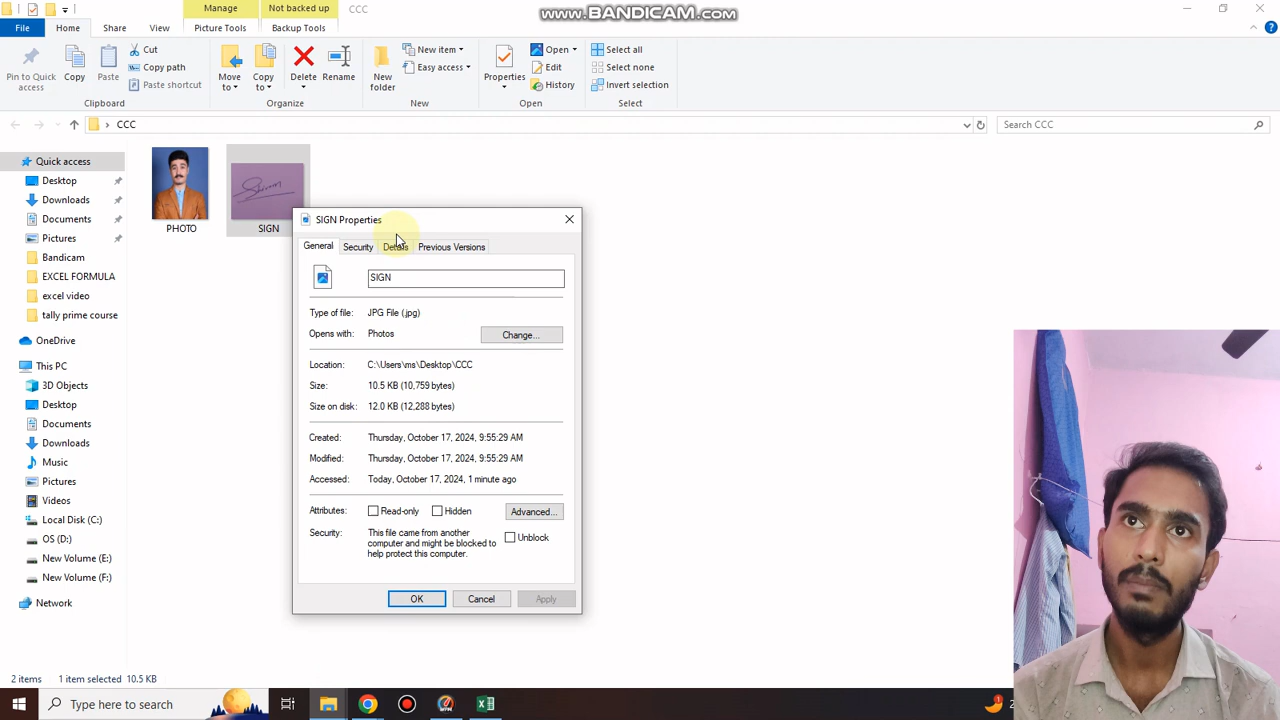 Manage
Not backed up
CCC
www.BANDICAM.com
File
Home
Share
View
Picture Tools
Backup Tools
Pin to Quick access
Copy
Paste
Cut
Copy path
Paste shortcut
Clipboard
Move to
Copy to
Delete
Rename
Organize
New folder
New item
Easy access
New
Properties
Open
Edit
History
Open
Select all
Select none
Invert selection
Select
CCC
Search CCC
Quick access
Desktop
Downloads
Documents
Pictures
Bandicam
EXCEL FORMULA
excel video
tally prime course
OneDrive
This PC
3D Objects
Desktop
Documents
Downloads
Music
Pictures
Videos
Local Disk (C:)
OS (D:)
New Volume (E:)
New Volume (F:)
Network
PHOTO
SIGN
SIGN Properties
General
Security
Details
Previous Versions
SIGN
Type of file: JPG File (.jpg)
Opens with: Photos
Change...
Location: C:\Users\ms\Desktop\CCC
Size: 10.5 KB (10,759 bytes)
Size on disk: 12.0 KB (12,288 bytes)
Created: Thursday, October 17, 2024, 9:55:29 AM
Modified: Thursday, October 17, 2024, 9:55:29 AM
Accessed: Today, October 17, 2024, 1 minute ago
Attributes: Read-only Hidden Advanced...
Security: This file came from another
computer and might be blocked to
help protect this computer.
Unblock
OK
Cancel
Apply
2 items
1 item selected 10.5 KB
Type here to search